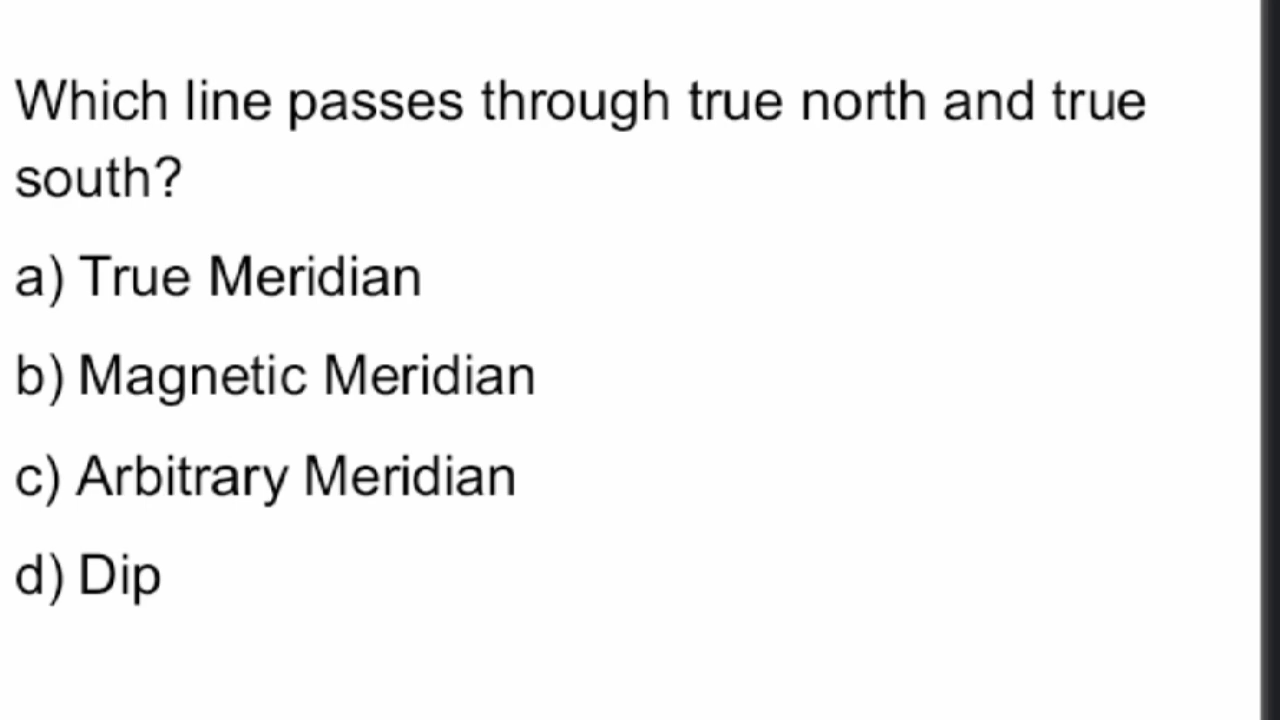 Which line passes through true north and true
south?
a) True Meridian
b) Magnetic Meridian
c) Arbitrary Meridian
d) Dip